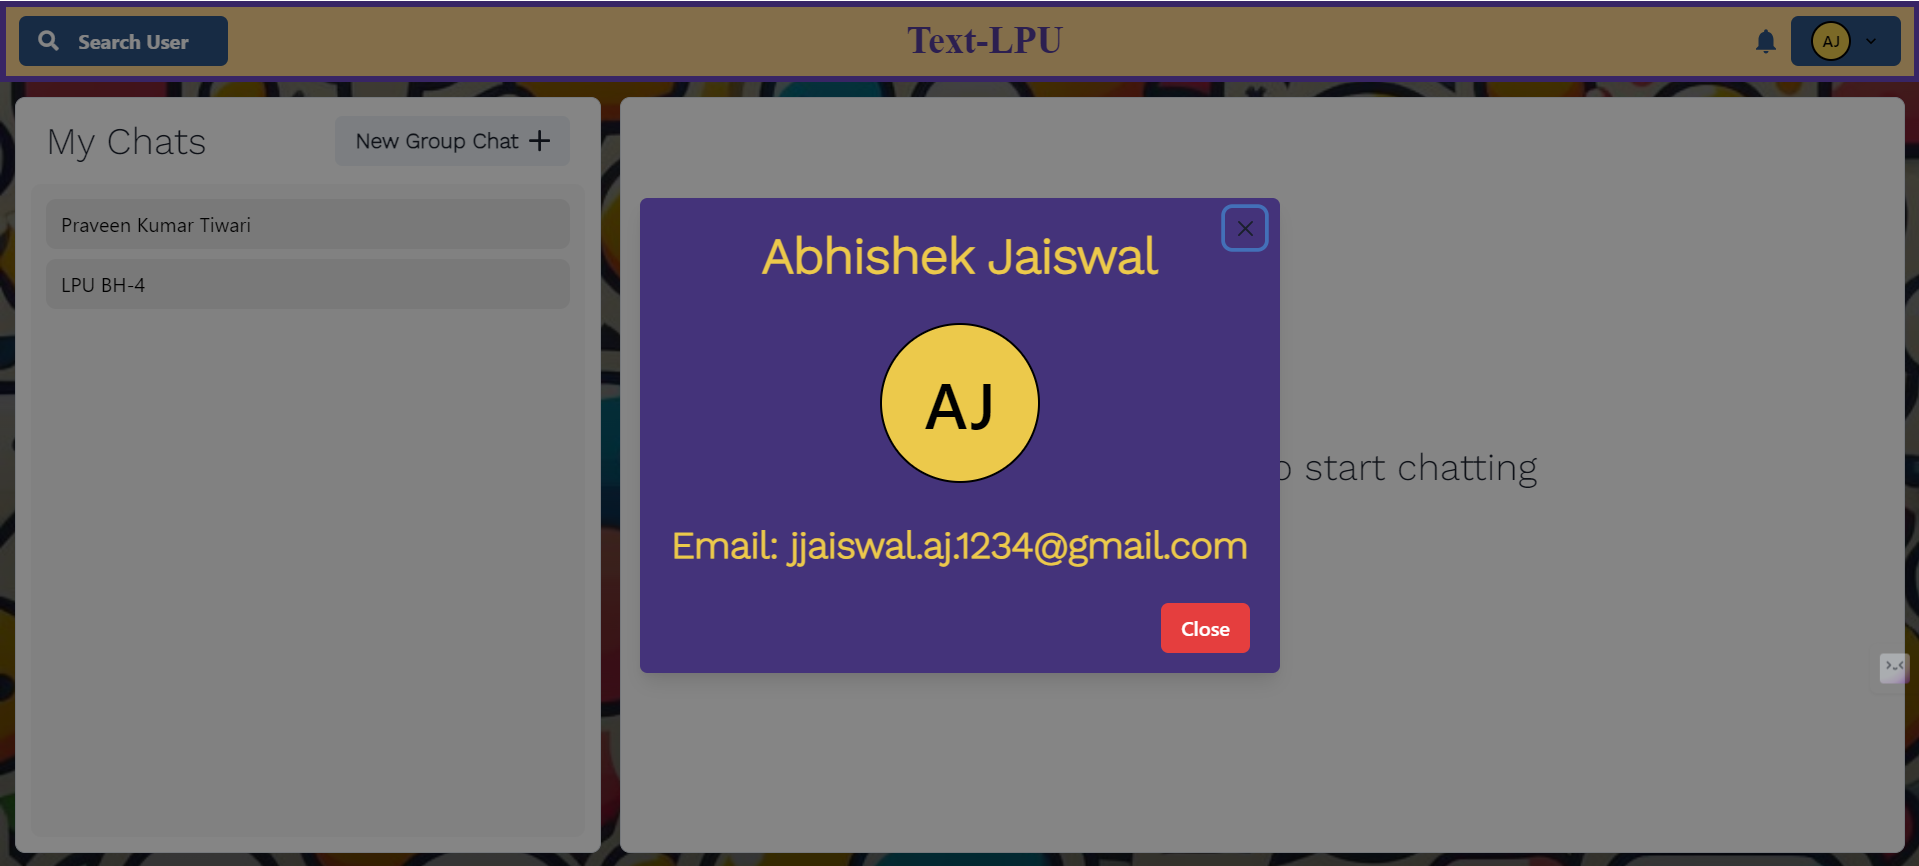 Search User
Text-LPU
AJ
My Chats
New Group Chat
Praveen Kumar Tiwari
LPU BH-4
Abhishek Jaiswal
AJ
start chatting
Email: jjaiswal.aj.1234@gmail.com
Close